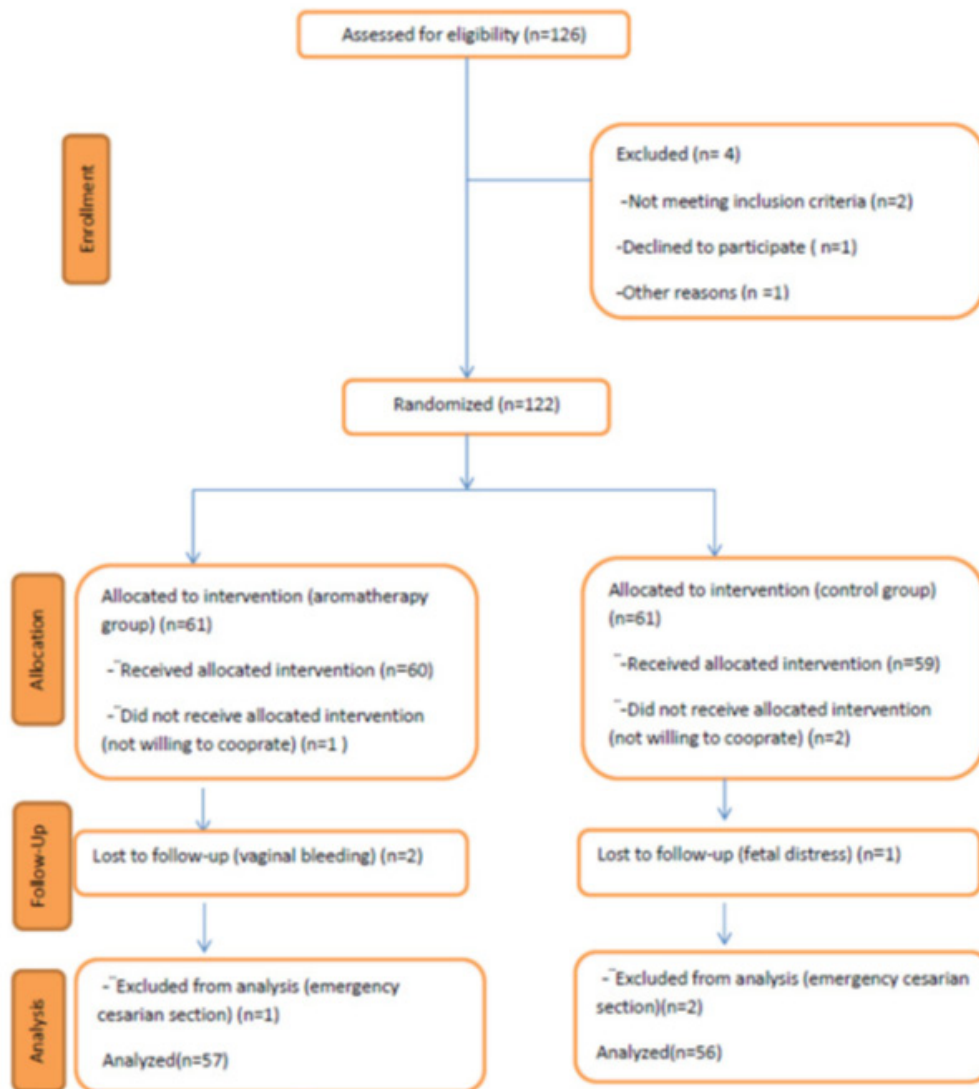 Assessed for eligibility (n=126)
Enrollment
Excluded (n= 4)
-Not meeting inclusion criteria (n=2)
-Declined to participate ( n=1)
-Other reasons (n =1)
Randomized (n=122)
Allocation
Allocated to intervention (aromatherapy
group) (n=61)
-¨Received allocated intervention (n=60)
-¨Did not receive allocated intervention
(not willing to cooprate) (n=1 )
Allocated to intervention (control group)
(n=61)
¨-Received allocated intervention (n=59)
¨-Did not receive allocated intervention
(not willing to cooprate) (n=2)
Follow-Up
Lost to follow-up (vaginal bleeding) (n=2)
Lost to follow-up (fetal distress) (n=1)
Analysis
-¨Excluded from analysis (emergency
cesarian section) (n=1)
Analyzed(n=57)
-¨Excluded from analysis (emergency cesarian
section)(n=2)
Analyzed(n=56)